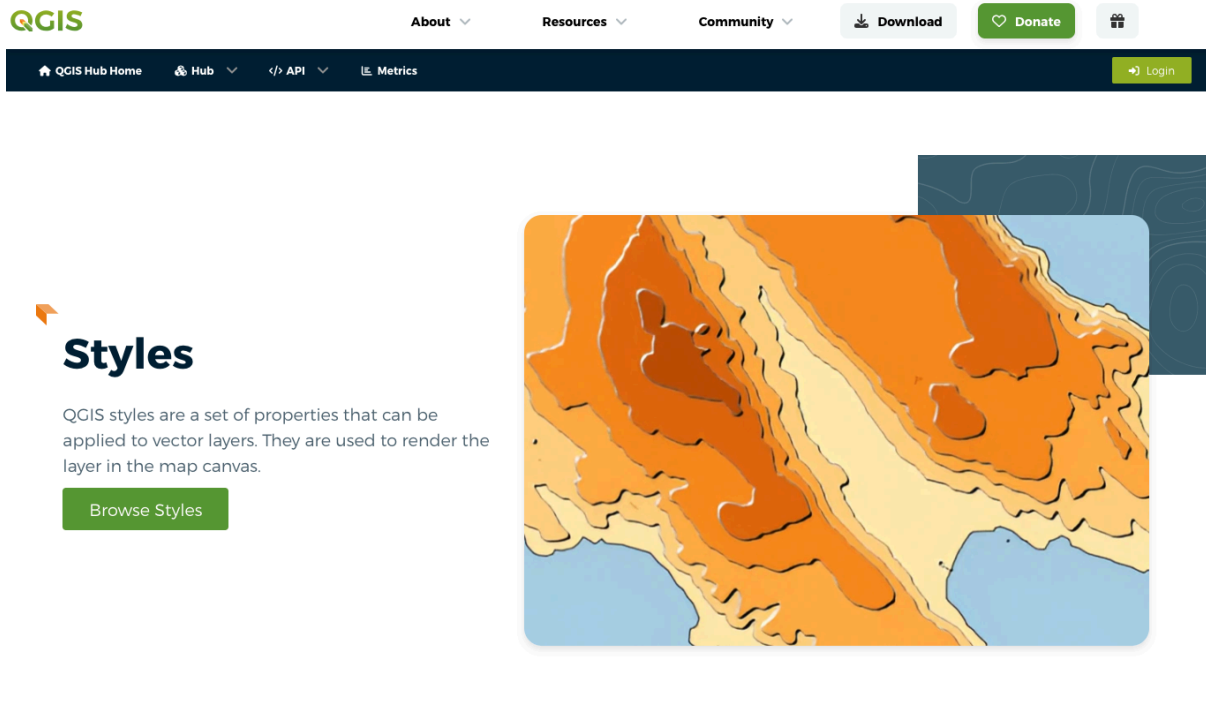 QGIS
About
Resources
Community
Download
Donate
QGIS Hub Home
Hub
</> API
Metrics
Login
Styles
QGIS styles are a set of properties that can be
applied to vector layers. They are used to render the
layer in the map canvas.
Browse Styles